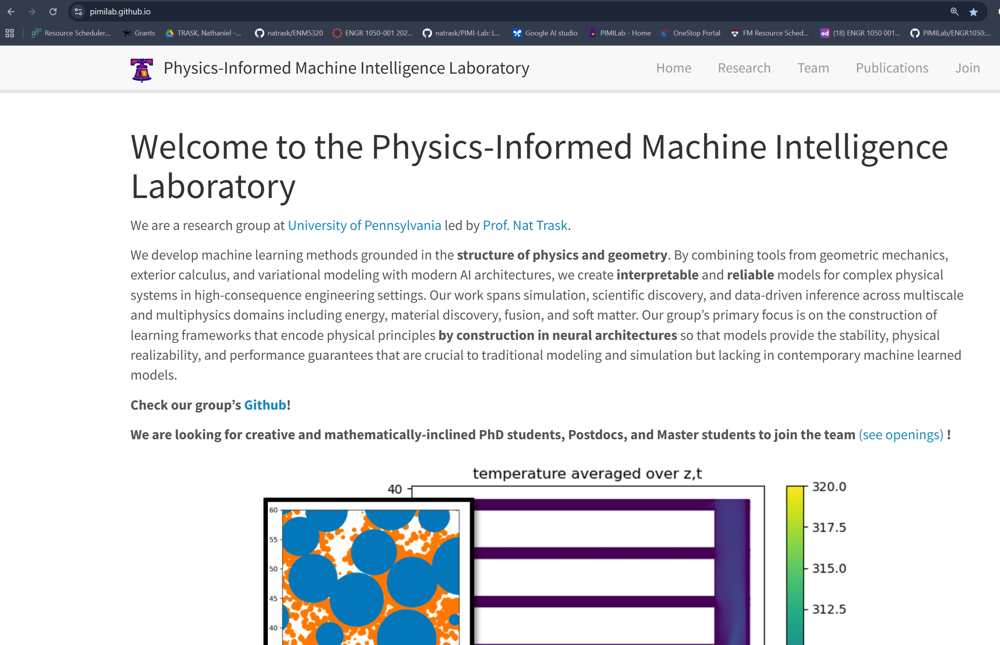 pimilab.github.io
Resource Scheduler...
Grants
TRASK, Nathaniel -...
natrask/ENM5320
ENGR 1050-001 202...
natrask/PIMI-Lab: L...
Google AI studio
PIMILab - Home
OneStop Portal
FM Resource Sched...
ed (18) ENGR 1050 001...
PIMILab/ENGR1050:...
Physics-Informed Machine Intelligence Laboratory
Home
Research
Team
Publications
Join
Welcome to the Physics-Informed Machine Intelligence
Laboratory
We are a research group at University of Pennsylvania led by Prof. Nat Trask.
We develop machine learning methods grounded in the structure of physics and geometry. By combining tools from geometric mechanics,
exterior calculus, and variational modeling with modern AI architectures, we create interpretable and reliable models for complex physical
systems in high-consequence engineering settings. Our work spans simulation, scientific discovery, and data-driven inference across multiscale
and multiphysics domains including energy, material discovery, fusion, and soft matter. Our group’s primary focus is on the construction of
learning frameworks that encode physical principles by construction in neural architectures so that models provide the stability, physical
realizability, and performance guarantees that are crucial to traditional modeling and simulation but lacking in contemporary machine learned
models.
Check our group’s Github!
We are looking for creative and mathematically-inclined PhD students, Postdocs, and Master students to join the team (see openings) !
temperature averaged over z,t
40
320.0
317.5
315.0
312.5
60
55
50
45
40